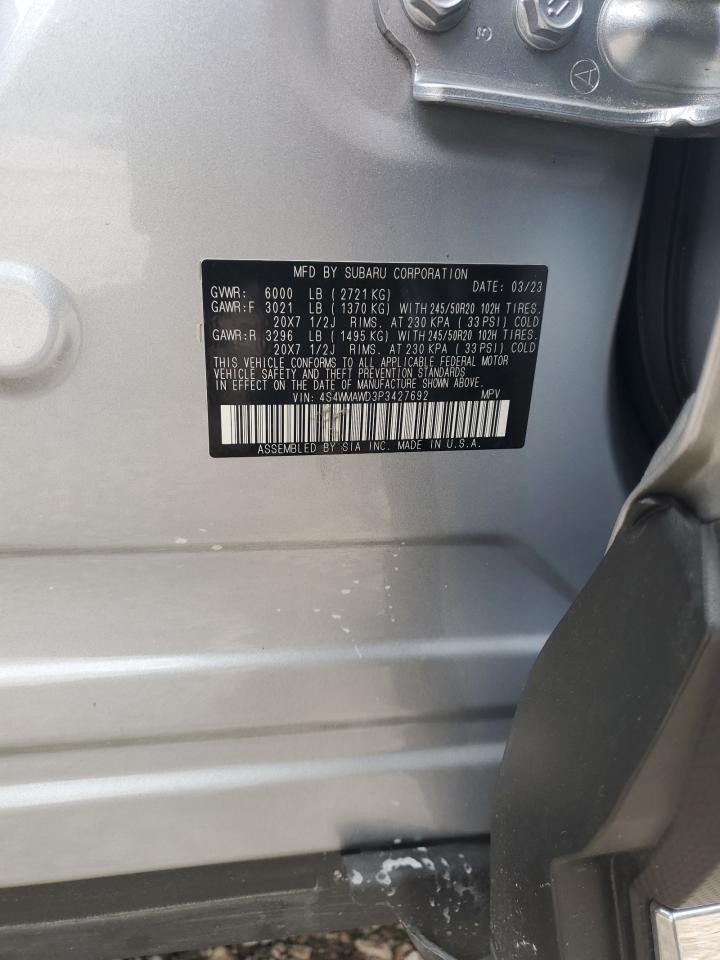 MFD BY SUBARU CORPORATION
DATE: 03/23
GVWR: 6000 LB ( 2721 KG)
GAWR:F 3021 LB ( 1370 KG) WITH 245/50R20 102H TIRES.
20X7 1/2J RIMS. AT 230 KPA ( 33 PSI) COLD
GAWR:R 3296 LB ( 1495 KG) WITH 245/50R20 102H TIRES.
20X7 1/2J RIMS. AT 230 KPA ( 33 PSI) COLD
THIS VEHICLE CONFORMS TO ALL APPLICABLE FEDERAL MOTOR
VEHICLE SAFETY AND THEFT PREVENTION STANDARDS
IN EFFECT ON THE DATE OF MANUFACTURE SHOWN ABOVE.
VIN: 4S4WMAWD3P3427692 MPV
ASSEMBLED BY SIA INC. MADE IN U.S.A.